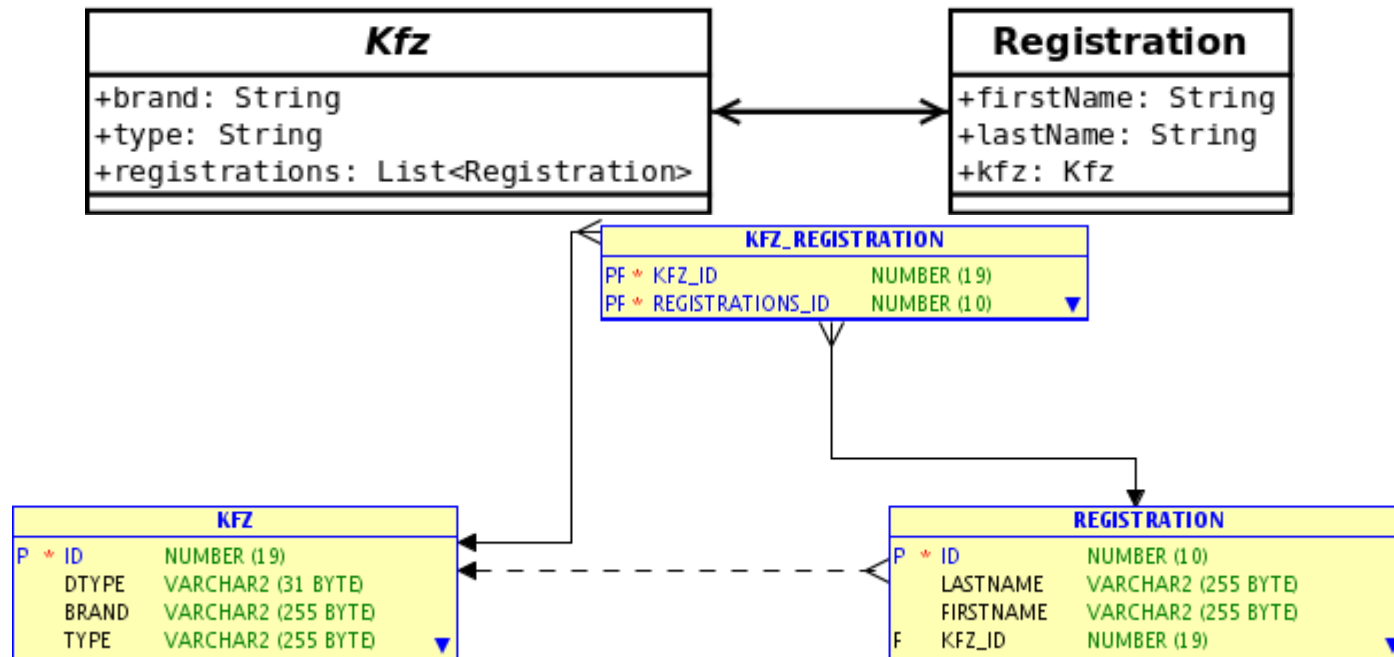 Kfz
+brand: String
+type: String
+registrations: List<Registration>
Registration
+firstName: String
+lastName: String
+kfz: Kfz
KFZ_REGISTRATION
PF * KFZ_ID NUMBER (19)
PF * REGISTRATIONS_ID NUMBER (10)
KFZ
P * ID NUMBER (19)
DTYPE VARCHAR2 (31 BYTE)
BRAND VARCHAR2 (255 BYTE)
TYPE VARCHAR2 (255 BYTE)
REGISTRATION
P * ID NUMBER (10)
LASTNAME VARCHAR2 (255 BYTE)
FIRSTNAME VARCHAR2 (255 BYTE)
F KFZ_ID NUMBER (19)